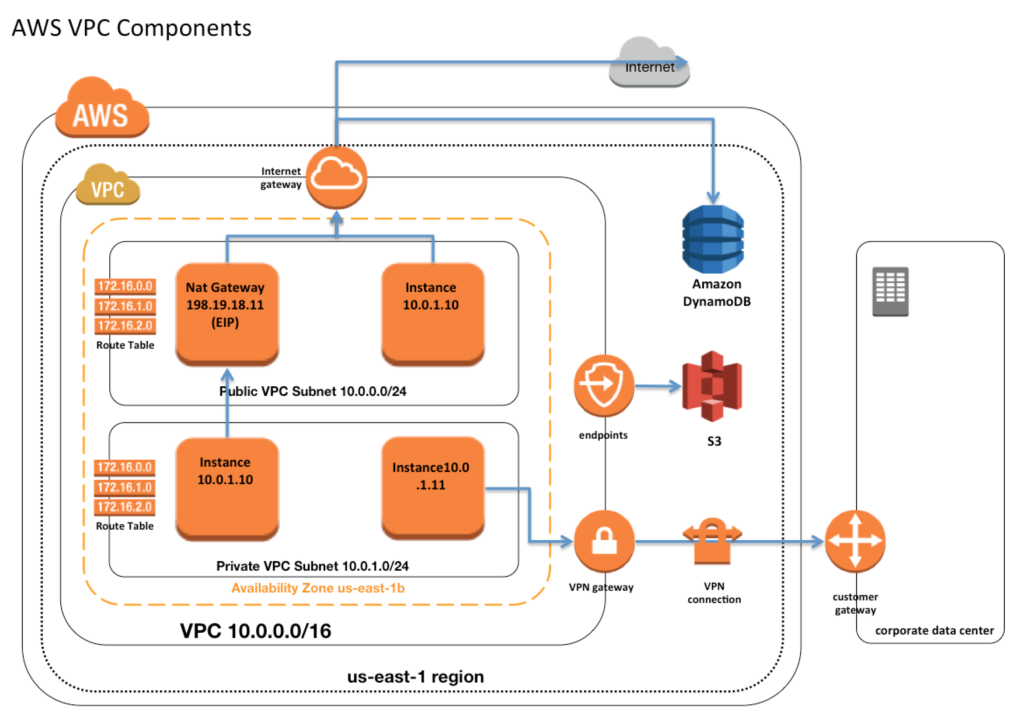 AWS VPC Components
Internet
AWS
Internet
gateway
VPC
172.16.0.0
172.16.1.0
172.16.2.0
Route Table
Nat Gateway
198.19.18.11
(EIP)
Instance
10.0.1.10
Public VPC Subnet 10.0.0.0/24
Amazon
DynamoDB
endpoints
S3
172.16.0.0
172.16.1.0
172.16.2.0
Route Table
Instance
10.0.1.10
Instance10.0
.1.11
Private VPC Subnet 10.0.1.0/24
Availability Zone us-east-1b
VPN gateway
VPN
connection
customer
gateway
corporate data center
VPC 10.0.0.0/16
us-east-1 region